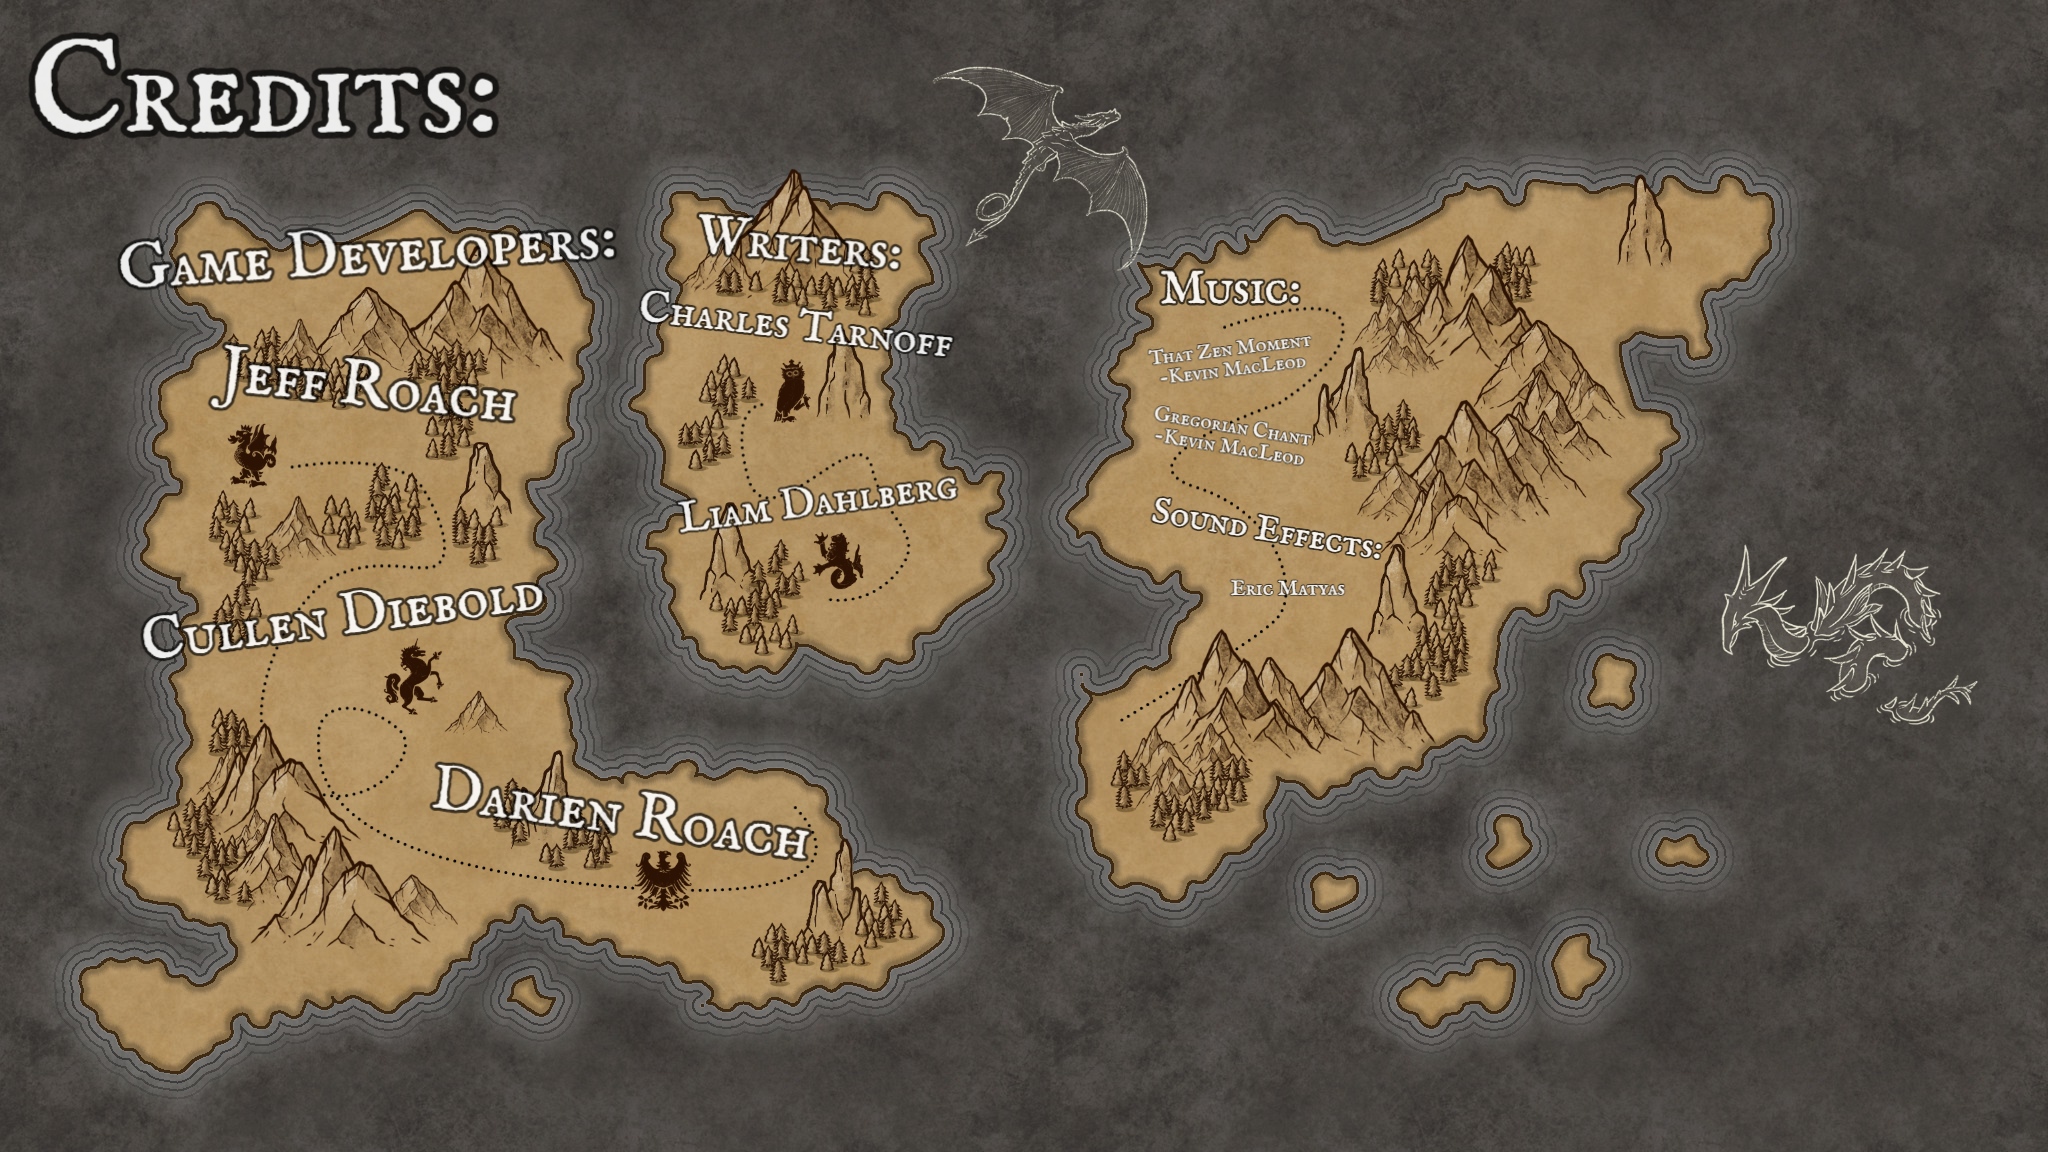 Credits:
Game Developers:
Jeff Roach
Cullen Diebold
Darien Roach
Writers:
Charles Tarnoff
Liam Dahlberg
Music:
That Zen Moment
-Kevin MacLeod
Gregorian Chant
-Kevin MacLeod
Sound Effects:
Eric Matyas